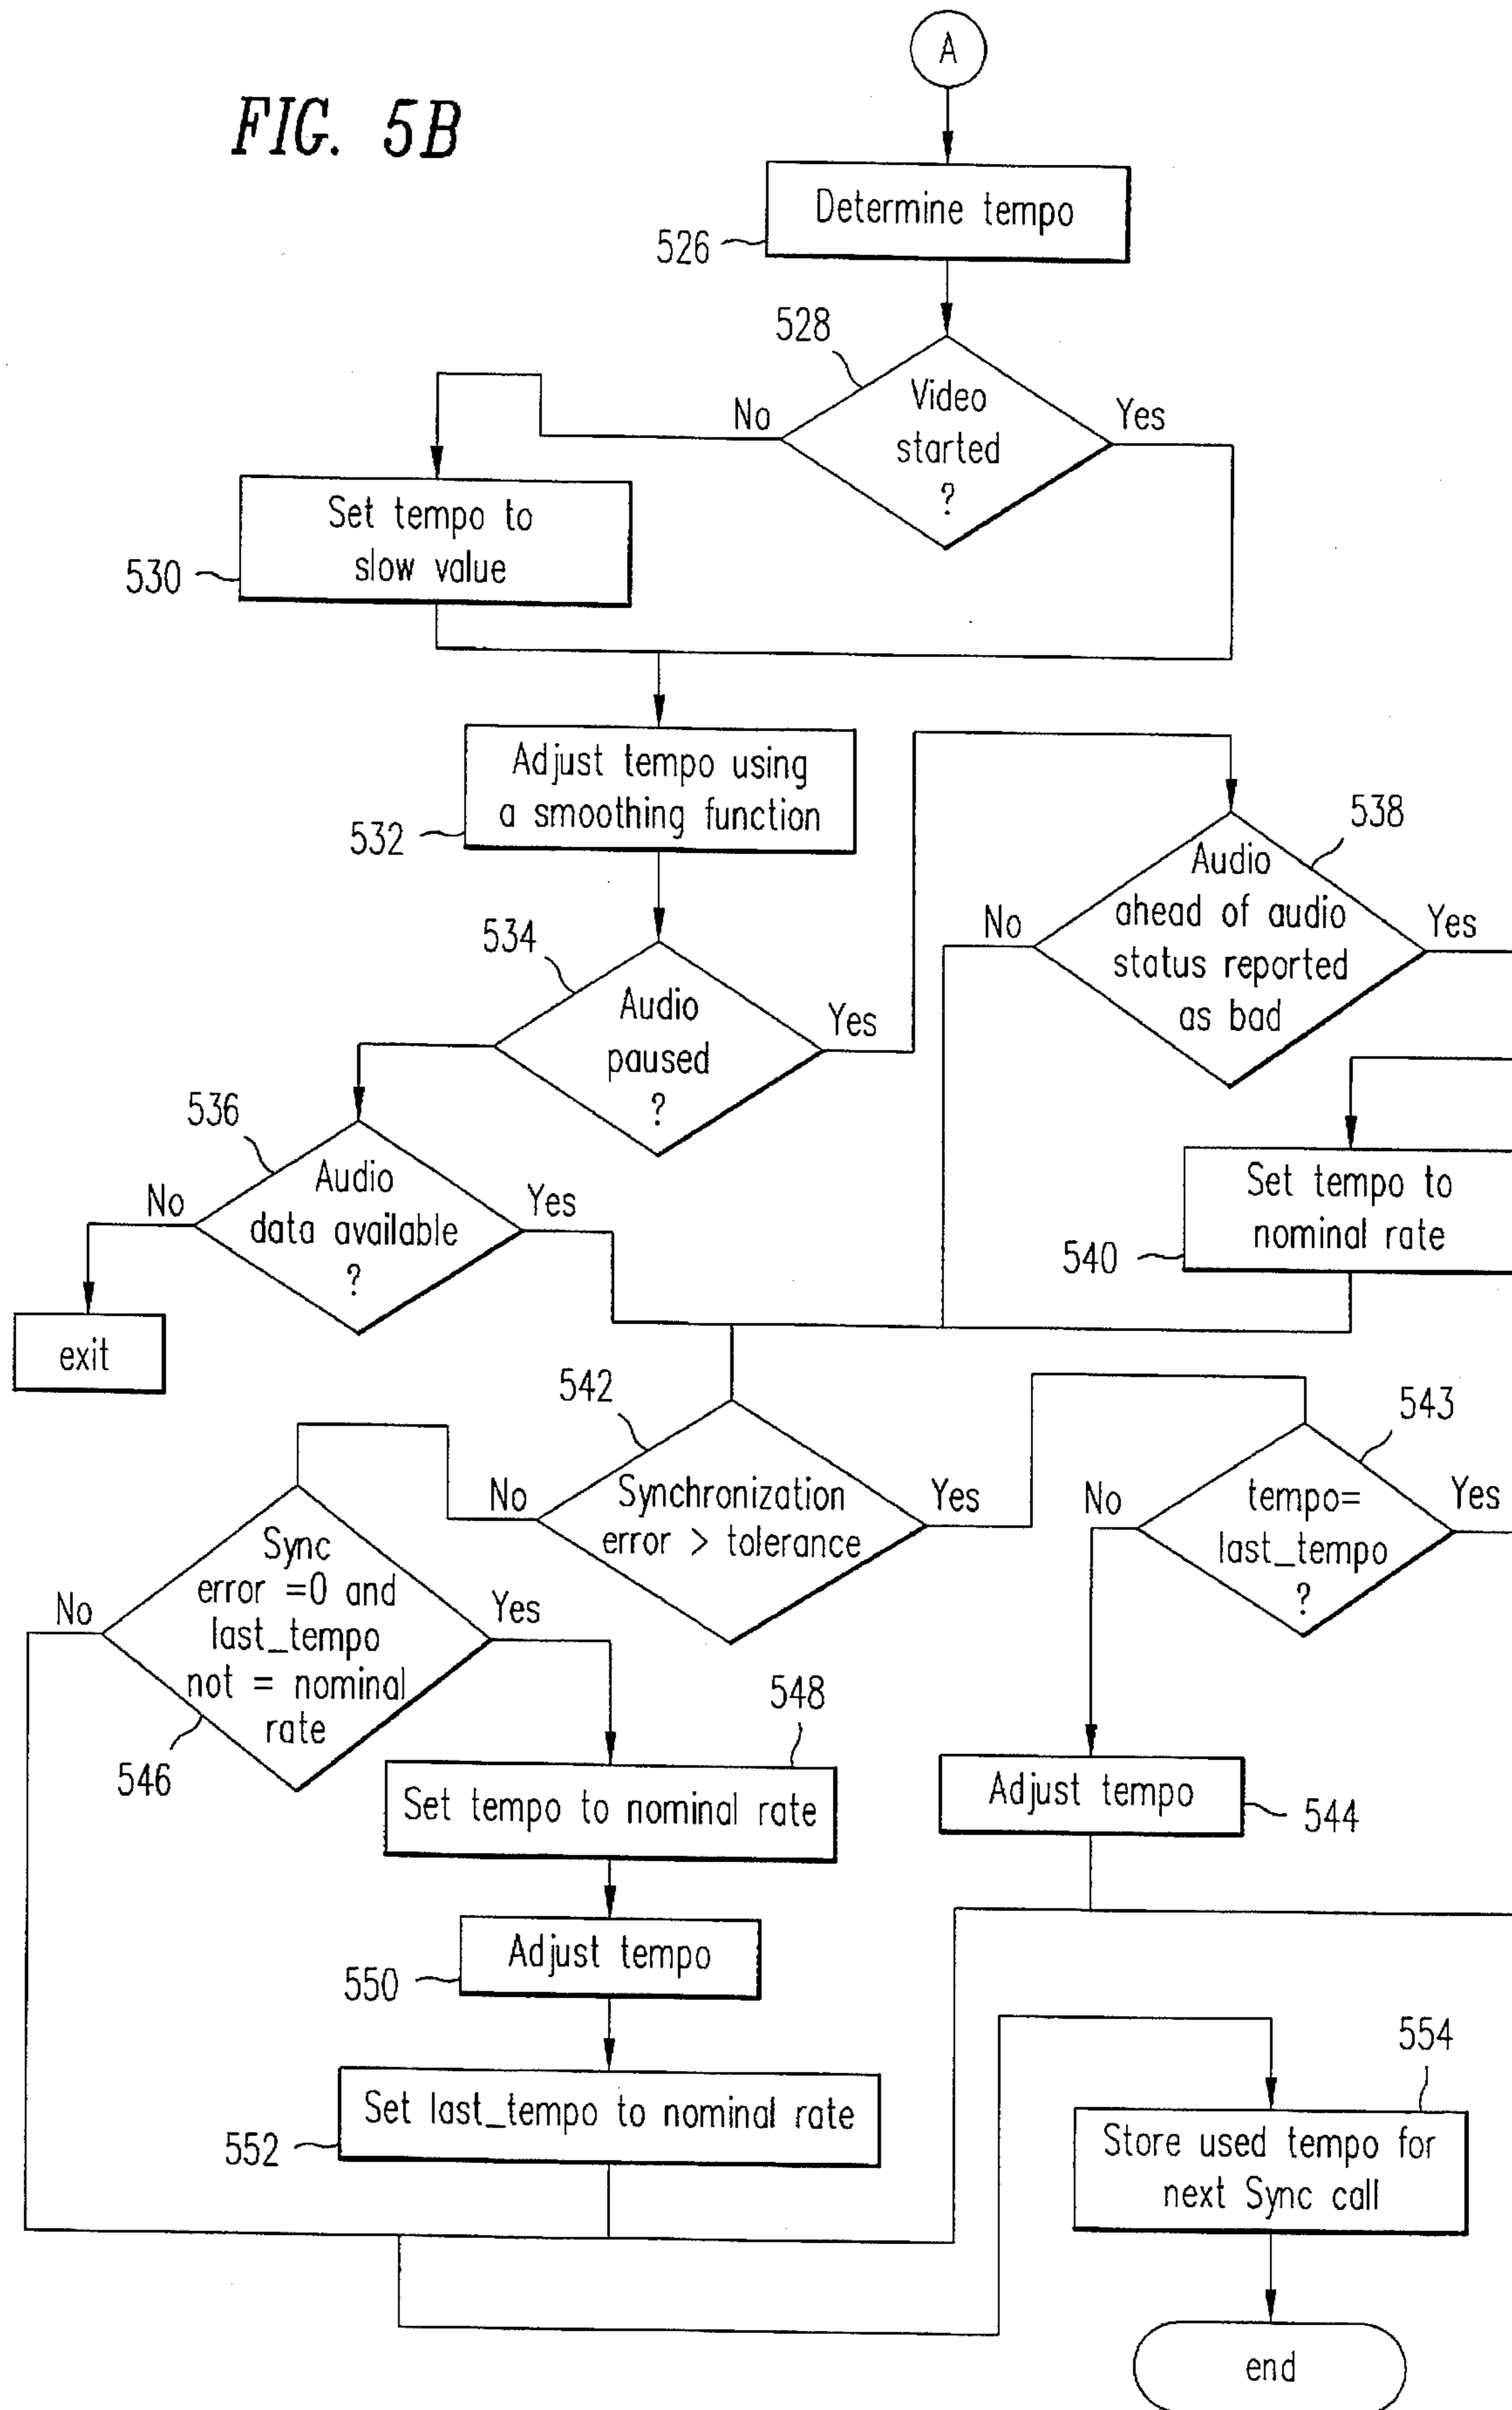 A
FIG. 5B
Determine tempo
526
528
Video
started
?
No
Yes
Set tempo to
slow value
530
Adjust tempo using
a smoothing function
532
538
Audio
ahead of audio
status reported
as bad
No
Yes
534
Audio
paused
?
Yes
536
Audio
data available
?
No
Yes
Set tempo to
nominal rate
540
exit
542
Synchronization
error > tolerance
No
Yes
543
tempo=
last_tempo
?
No
Yes
Sync
error =0 and
last_tempo
not = nominal
rate
No
Yes
546
548
Set tempo to nominal rate
Adjust tempo
544
Adjust tempo
550
554
Set last_tempo to nominal rate
552
Store used tempo for
next Sync call
end